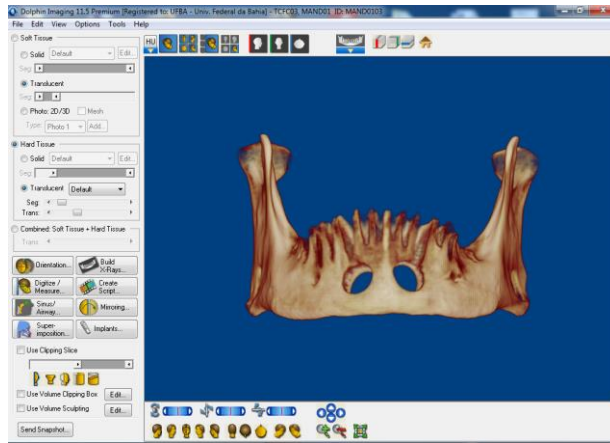 Dolphin Imaging 11.5 Premium [Registered to: UFBA - Univ. Federal da Bahia] - TCFC03, MAND01 ID: MAND0103
File Edit View Options Tools Help
Soft Tissue
Solid Default Edit...
Seg:
Translucent
Seg:
Photo: 2D/3D Mesh
Type: Photo 1 Add...
Hard Tissue
Solid Default Edit...
Seg:
Translucent Default
Seg:
Trans:
Combined: Soft Tissue + Hard Tissue
Trans:
Orientation... Build X-Rays...
Digitize / Measure... Create Script...
Sinus/ Airway... Mirroring...
Super-imposition... Implants...
Use Clipping Slice
Use Volume Clipping Box Edit...
Use Volume Sculpting Edit...
Send Snapshot...
HU